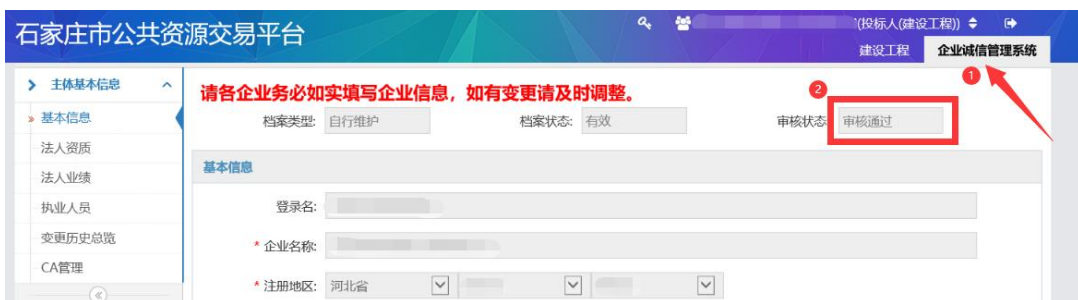 石家庄市公共资源交易平台
(投标人(建设工程))
建设工程 企业诚信管理系统
1
主体基本信息
基本信息
法人资质
法人业绩
执业人员
变更历史总览
CA管理
请各企业务必如实填写企业信息，如有变更请及时调整。
2
档案类型: 自行维护 档案状态: 有效 审核状态: 审核通过
基本信息
登录名:
* 企业名称:
* 注册地区: 河北省